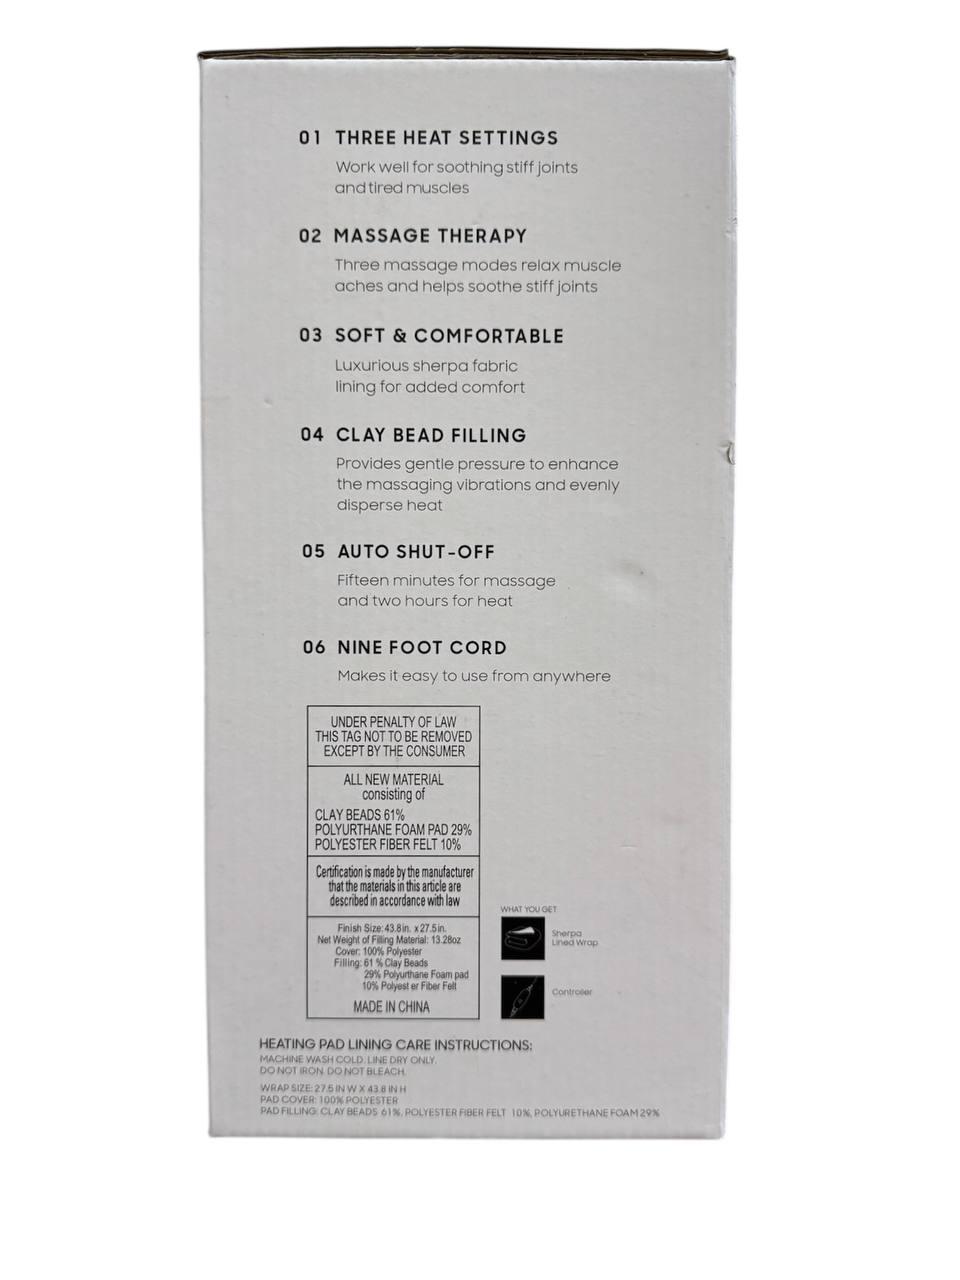 01 THREE HEAT SETTINGS
Work well for soothing stiff joints
and tired muscles
02 MASSAGE THERAPY
Three massage modes relax muscle
aches and helps soothe stiff joints
03 SOFT & COMFORTABLE
Luxurious sherpa fabric
lining for added comfort
04 CLAY BEAD FILLING
Provides gentle pressure to enhance
the massaging vibrations and evenly
disperse heat
05 AUTO SHUT-OFF
Fifteen minutes for massage
and two hours for heat
06 NINE FOOT CORD
Makes it easy to use from anywhere
UNDER PENALTY OF LAW
THIS TAG NOT TO BE REMOVED
EXCEPT BY THE CONSUMER
ALL NEW MATERIAL
consisting of
CLAY BEADS 61%
POLYURTHANE FOAM PAD 29%
POLYESTER FIBER FELT 10%
Certification is made by the manufacturer
that the materials in this article are
described in accordance with law
Finish Size: 43.8in. x 27.5in.
Net Weight of Filling Material: 13.28oz
Cover: 100% Polyester
Filling: 61 % Clay Beads
29% Polyurthane Foam pad
10% Polyest er Fiber Felt
MADE IN CHINA
WHAT YOU GET
Sherpa
Lined Wrap
Controller
HEATING PAD LINING CARE INSTRUCTIONS:
MACHINE WASH COLD. LINE DRY ONLY.
DO NOT IRON. DO NOT BLEACH.
WRAP SIZE: 27.5 IN W X 43.8 IN H
PAD COVER: 100% POLYESTER
PAD FILLING: CLAY BEADS 61%, POLYESTER FIBER FELT 10%, POLYURETHANE FOAM 29%